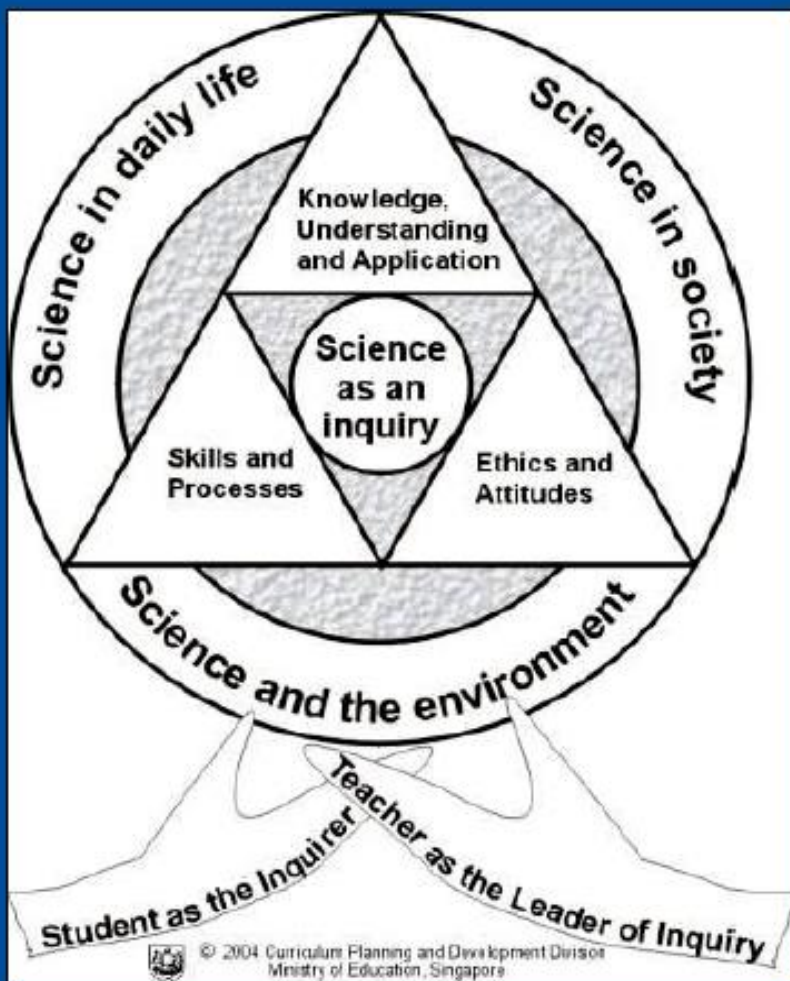 Science in daily life
Science in society
Knowledge,
Understanding
and Application
Science
as an
inquiry
Skills and
Processes
Ethics and
Attitudes
Science and the environment
Student as the Inquirer
Teacher as the Leader of Inquiry
© 2004 Curriculum Planning and Development Division
Ministry of Education, Singapore